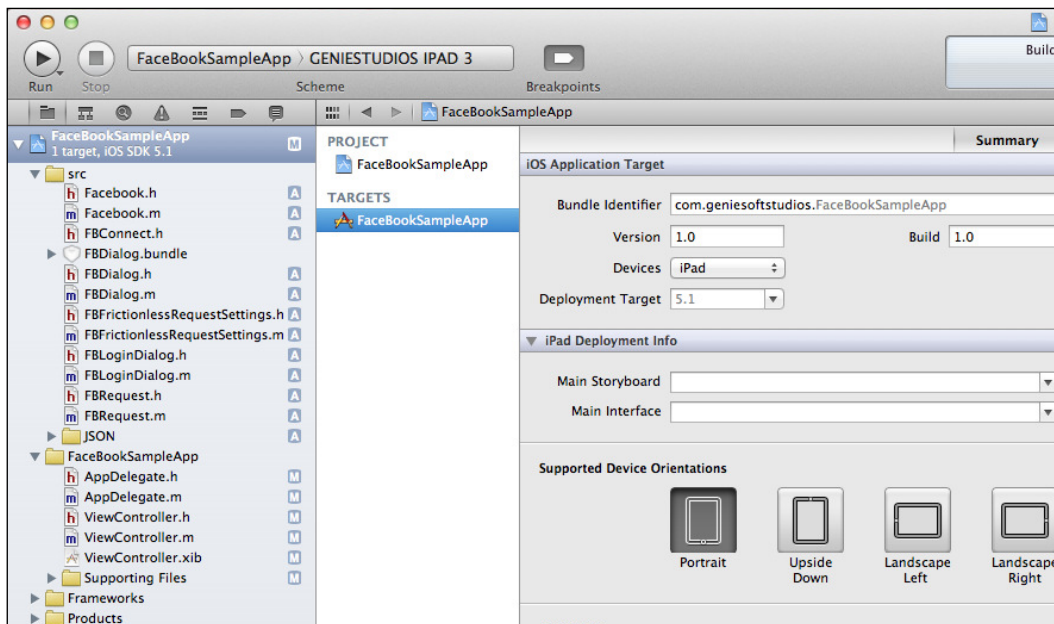 FaceBookSampleApp 〉 GENIESTUDIOS IPAD 3
Build
Run
Stop
Scheme
Breakpoints
FaceBookSampleApp
FaceBookSampleApp
1 target, iOS SDK 5.1
M
src
h Facebook.h A
m Facebook.m A
h FBConnect.h A
FBDialog.bundle
h FBDialog.h A
m FBDialog.m A
h FBFrictionlessRequestSettings.h A
m FBFrictionlessRequestSettings.m A
h FBLoginDialog.h A
m FBLoginDialog.m A
h FBRequest.h A
m FBRequest.m A
JSON A
FaceBookSampleApp
h AppDelegate.h M
m AppDelegate.m M
h ViewController.h M
m ViewController.m M
ViewController.xib M
Supporting Files M
Frameworks
Products
PROJECT
FaceBookSampleApp
TARGETS
FaceBookSampleApp
Summary
iOS Application Target
Bundle Identifier com.geniesoftstudios.FaceBookSampleApp
Version 1.0 Build 1.0
Devices iPad
Deployment Target 5.1
iPad Deployment Info
Main Storyboard
Main Interface
Supported Device Orientations
Portrait
Upside
Down
Landscape
Left
Landscape
Right